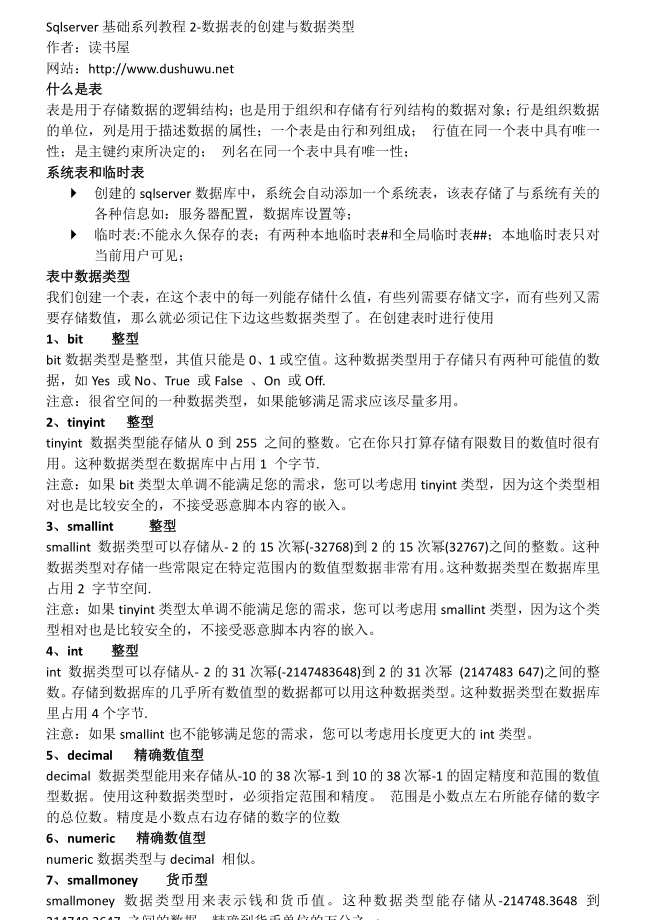 Sqlserver 基础系列教程 2-数据表的创建与数据类型
作者：读书屋
网站：http://www.dushuwu.net
什么是表
表是用于存储数据的逻辑结构；也是用于组织和存储有行列结构的数据对象；行是组织数据
的单位，列是用于描述数据的属性；一个表是由行和列组成； 行值在同一个表中具有唯一
性；是主键约束所决定的； 列名在同一个表中具有唯一性；
系统表和临时表
创建的 sqlserver 数据库中，系统会自动添加一个系统表，该表存储了与系统有关的
各种信息如：服务器配置，数据库设置等；
临时表:不能永久保存的表；有两种本地临时表#和全局临时表##；本地临时表只对
当前用户可见；
表中数据类型
我们创建一个表，在这个表中的每一列能存储什么值，有些列需要存储文字，而有些列又需
要存储数值，那么就必须记住下边这些数据类型了。在创建表时进行使用
1、bit 整型
bit 数据类型是整型，其值只能是 0、1 或空值。这种数据类型用于存储只有两种可能值的数
据，如 Yes 或 No、True 或 False 、On 或 Off.
注意：很省空间的一种数据类型，如果能够满足需求应该尽量多用。
2、tinyint 整型
tinyint 数据类型能存储从 0 到 255 之间的整数。它在你只打算存储有限数目的数值时很有
用。这种数据类型在数据库中占用 1 个字节.
注意：如果 bit 类型太单调不能满足您的需求，您可以考虑用 tinyint 类型，因为这个类型相
对也是比较安全的，不接受恶意脚本内容的嵌入。
3、smallint 整型
smallint 数据类型可以存储从- 2 的 15 次幂(-32768)到 2 的 15 次幂(32767)之间的整数。这种
数据类型对存储一些常限定在特定范围内的数值型数据非常有用。这种数据类型在数据库里
占用 2 字节空间.
注意：如果 tinyint 类型太单调不能满足您的需求，您可以考虑用 smallint 类型，因为这个类
型相对也是比较安全的，不接受恶意脚本内容的嵌入。
4、int 整型
int 数据类型可以存储从- 2 的 31 次幂(-2147483648)到 2 的 31 次幂 (2147483 647)之间的整
数。存储到数据库的几乎所有数值型的数据都可以用这种数据类型。这种数据类型在数据库
里占用 4 个字节.
注意：如果 smallint 也不能够满足您的需求，您可以考虑用长度更大的 int 类型。
5、decimal 精确数值型
decimal 数据类型能用来存储从-10 的 38 次幂-1 到 10 的 38 次幂-1 的固定精度和范围的数值
型数据。使用这种数据类型时，必须指定范围和精度。 范围是小数点左右所能存储的数字
的总位数。精度是小数点右边存储的数字的位数
6、numeric 精确数值型
numeric 数据类型与 decimal 相似。
7、smallmoney 货币型
smallmoney 数据类型用来表示钱和货币值。这种数据类型能存储从-214748.3648 到